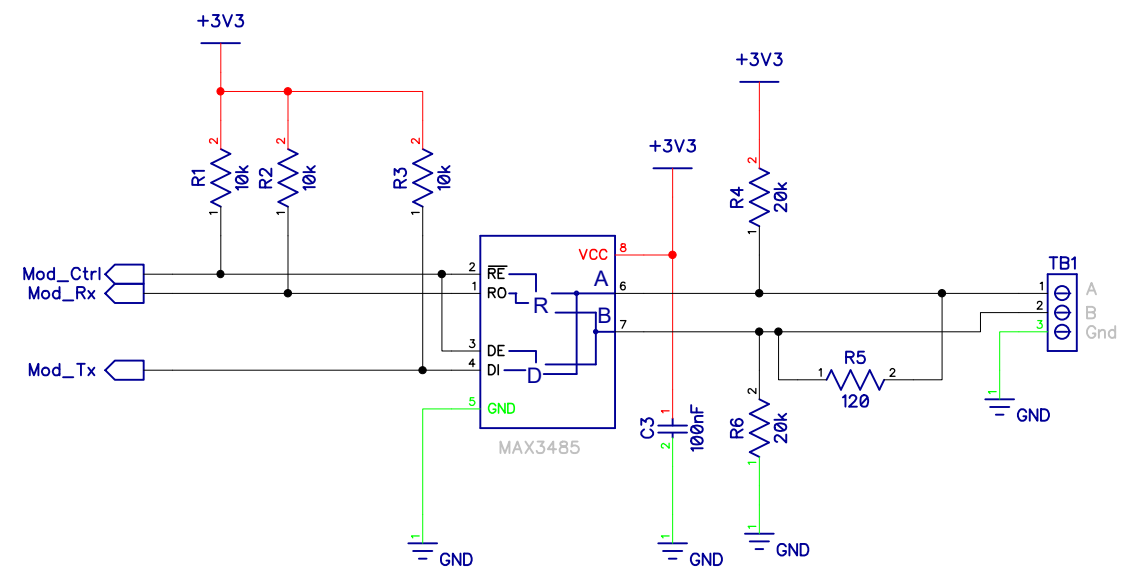 +3V3
+3V3
+3V3
2
2
2
2
R1
10k
R2
10k
R3
10k
R4
20k
1
1
1
1
Mod_Ctrl
Mod_Rx
Mod_Tx
2
RE
1
RO
3
DE
4
DI
5
GND
VCC
8
A
6
B
7
R
D
MAX3485
TB1
1
A
2
B
3
Gnd
R5
1
2
120
C3
1
100nF
2
R6
2
20k
1
1
GND
1
GND
1
GND
1
GND